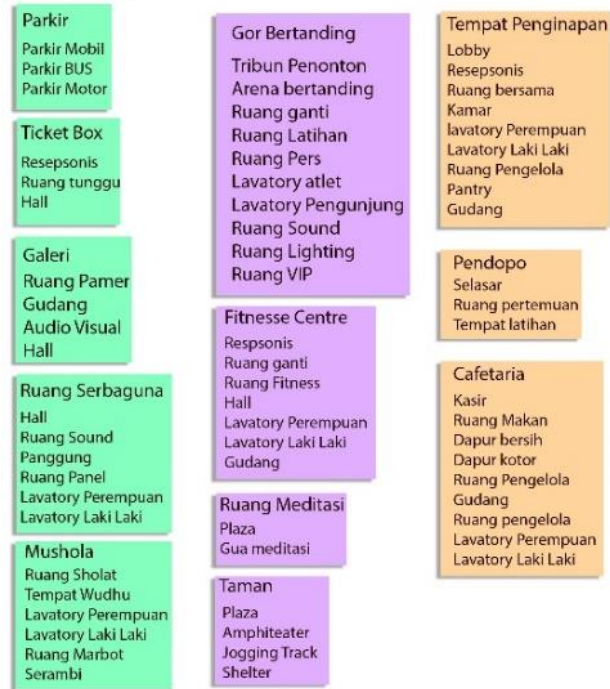 Parkir
Parkir Mobil
Parkir BUS
Parkir Motor
Ticket Box
Resepsonis
Ruang tunggu
Hall
Galeri
Ruang Pamer
Gudang
Audio Visual
Hall
Ruang Serbaguna
Hall
Ruang Sound
Panggung
Ruang Panel
Lavatory Perempuan
Lavatory Laki Laki
Mushola
Ruang Sholat
Tempat Wudhu
Lavatory Perempuan
Lavatory Laki Laki
Ruang Marbot
Serambi
Gor Bertanding
Tribun Penonton
Arena bertanding
Ruang ganti
Ruang Latihan
Ruang Pers
Lavatory atlet
Lavatory Pengunjung
Ruang Sound
Ruang Lighting
Ruang VIP
Fitnesse Centre
Respsonis
Ruang ganti
Ruang Fitness
Hall
Lavatory Perempuan
Lavatory Laki Laki
Gudang
Ruang Meditasi
Plaza
Gua meditasi
Taman
Plaza
Amphiteater
Jogging Track
Shelter
Tempat Penginapan
Lobby
Resepsonis
Ruang bersama
Kamar
lavatory Perempuan
Lavatory Laki Laki
Ruang Pengelola
Pantry
Gudang
Pendopo
Selasar
Ruang pertemuan
Tempat latihan
Cafetaria
Kasir
Ruang Makan
Dapur bersih
Dapur kotor
Ruang Pengelola
Gudang
Ruang pengelola
Lavatory Perempuan
Lavatory Laki Laki